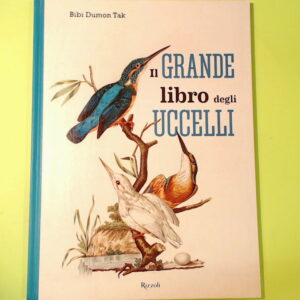 Bibi Dumon Tak
Il GRANDE
libro degli
UCCELLI
Rizzoli